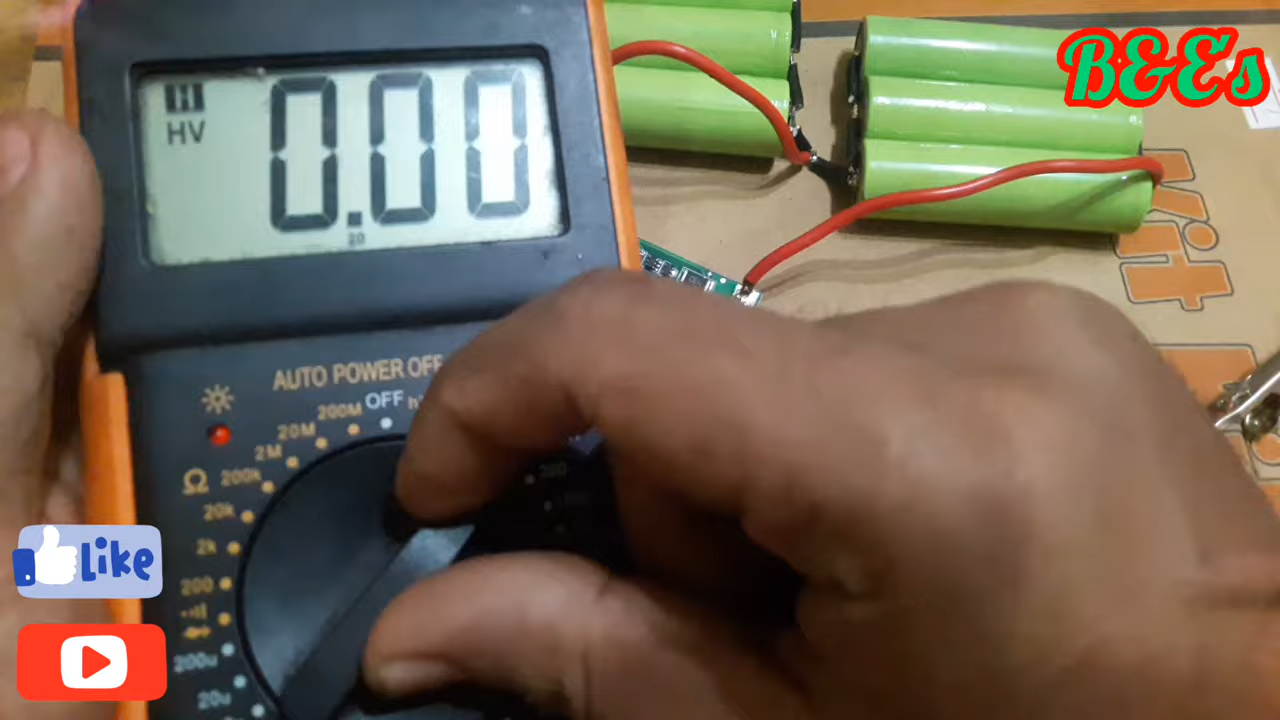 B&Es
H
HV
0.00
20
AUTO POWER OFF
OFF
200M
20M
2M
Ω 200k
20k
2k
200
200u
20u
Like